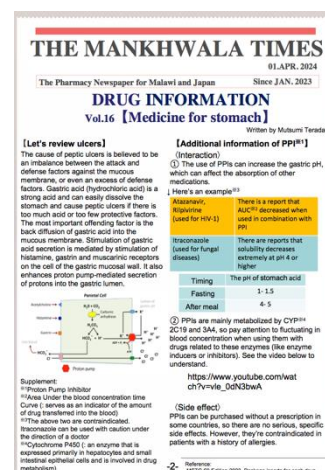 THE MANKHWALA TIMES
01.APR. 2024
The Pharmacy Newspaper for Malawi and Japan
Since JAN. 2023
DRUG INFORMATION
Vol.16【Medicine for stomach】
Written by Mutsumi Terada
【Let's review ulcers】
The cause of peptic ulcers is believed to be
an imbalance between the attack and
defense factors against the mucous
membrane, or even an excess of defense
factors. Gastric acid (hydrochloric acid) is a
strong acid and can easily dissolve the
stomach and cause peptic ulcers if there is
too much acid or too few protective factors.
The most important offending factor is the
back diffusion of gastric acid into the
mucous membrane. Stimulation of gastric
acid secretion is mediated by stimulation of
histamine, gastrin and muscrinic receptors
on the cell of the gastric mucosal wall. It also
enhances proton pump-mediated secretion
of protons into the gastric lumen.
Parietal Cell
Proton pump
Supplement:
※¹Proton Pump Inhibitor
※²Area Under the blood concentration time
Curve (: serves as an indicator of the amount
of drug transferred into the blood)
※³The above two are contraindicated.
Itraconazole can be used with caution under
the direction of a doctor
※⁴Cytochrome P450 (: an enzyme that is
expressed primarily in hepatocytes and small
intestinal epithelial cells and is involved in drug
metabolism)
【Additional information of PPI※¹】
(Interaction)
① The use of PPIs can increase the gastric pH,
which can affect the absorption of other
medications.
↓ Here's an example※³
Atazanavir,
Rilpivirine
(used for HIV-1)
There is a report that
AUC※² decreased when
used in combination with
PPI
Itraconazole
(used for fungal
diseases)
There are reports that
solubility decreases
extremely at pH 4 or
higher
Timing
The pH of stomach acid
Fasting
1- 1.5
After meal
4- 5
② PPIs are mainly metabolized by CYP※⁴
2C19 and 3A4, so pay attention to fluctuating in
blood concentration when using them with
drugs related to these enzymes (like enzyme
inducers or inhibitors). See the video below to
understand.
https://www.youtube.com/wat
ch?v=vle_0dN3bwA
(Side effect)
PPIs can be purchased without a prescription in
some countries, so there are no serious, specific
side effects. However, they're contraindicated in
patients with a history of allergies.
-2-
Reference: